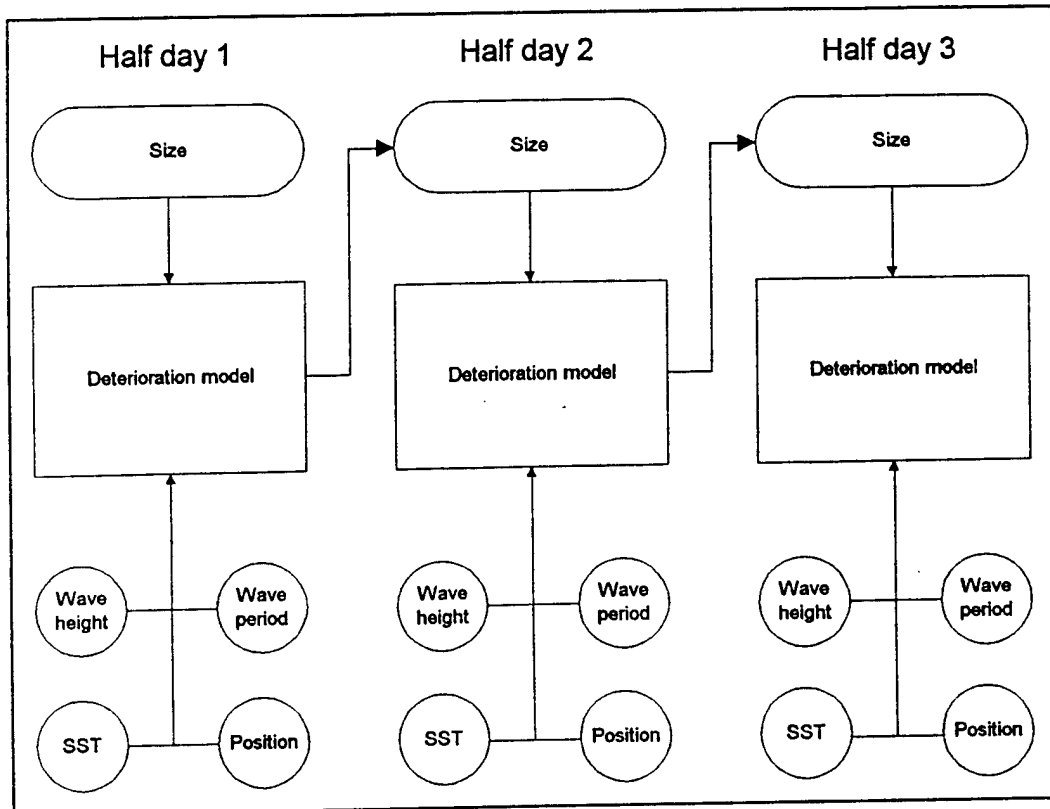 Half day 1
Half day 2
Half day 3
Size
Size
Size
Deterioration model
Deterioration model
Deterioration model
Wave
height
Wave
period
Wave
height
Wave
period
Wave
height
Wave
period
SST
Position
SST
Position
SST
Position